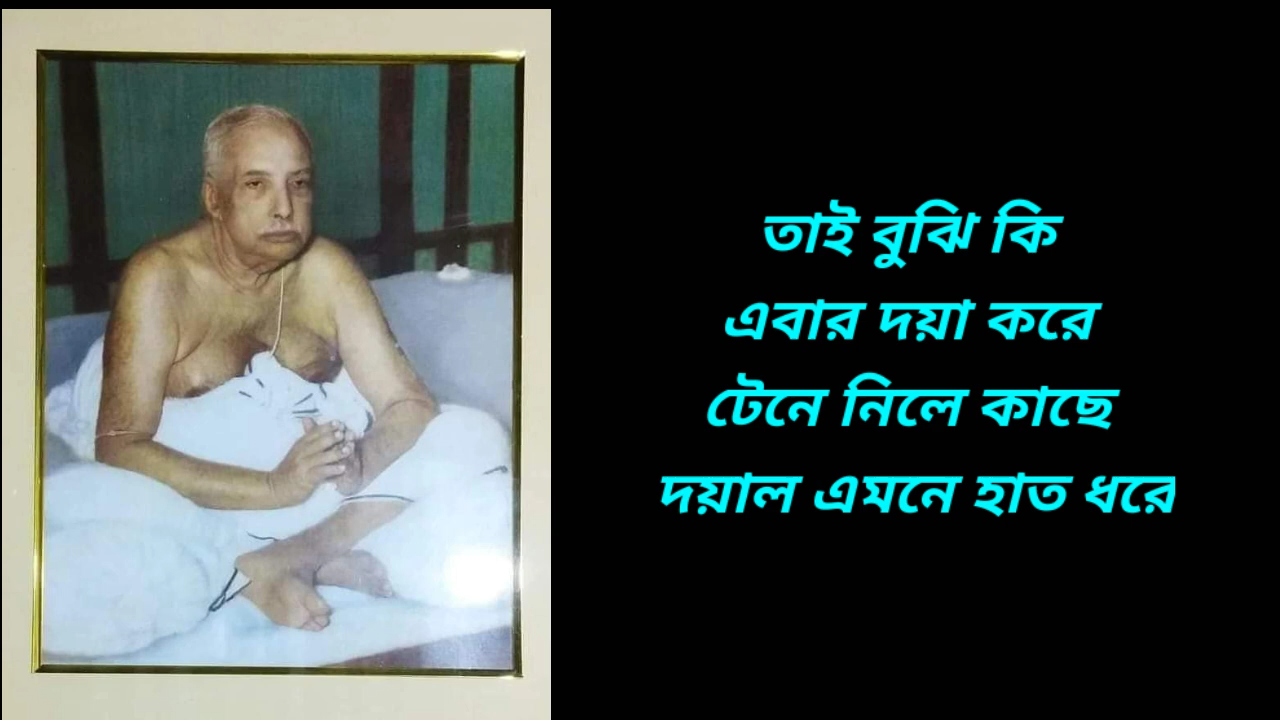 তাই বুঝি কি
এবার দয়া করে
টেনে নিলে কাছে
দয়াল এমনে হাত ধরে